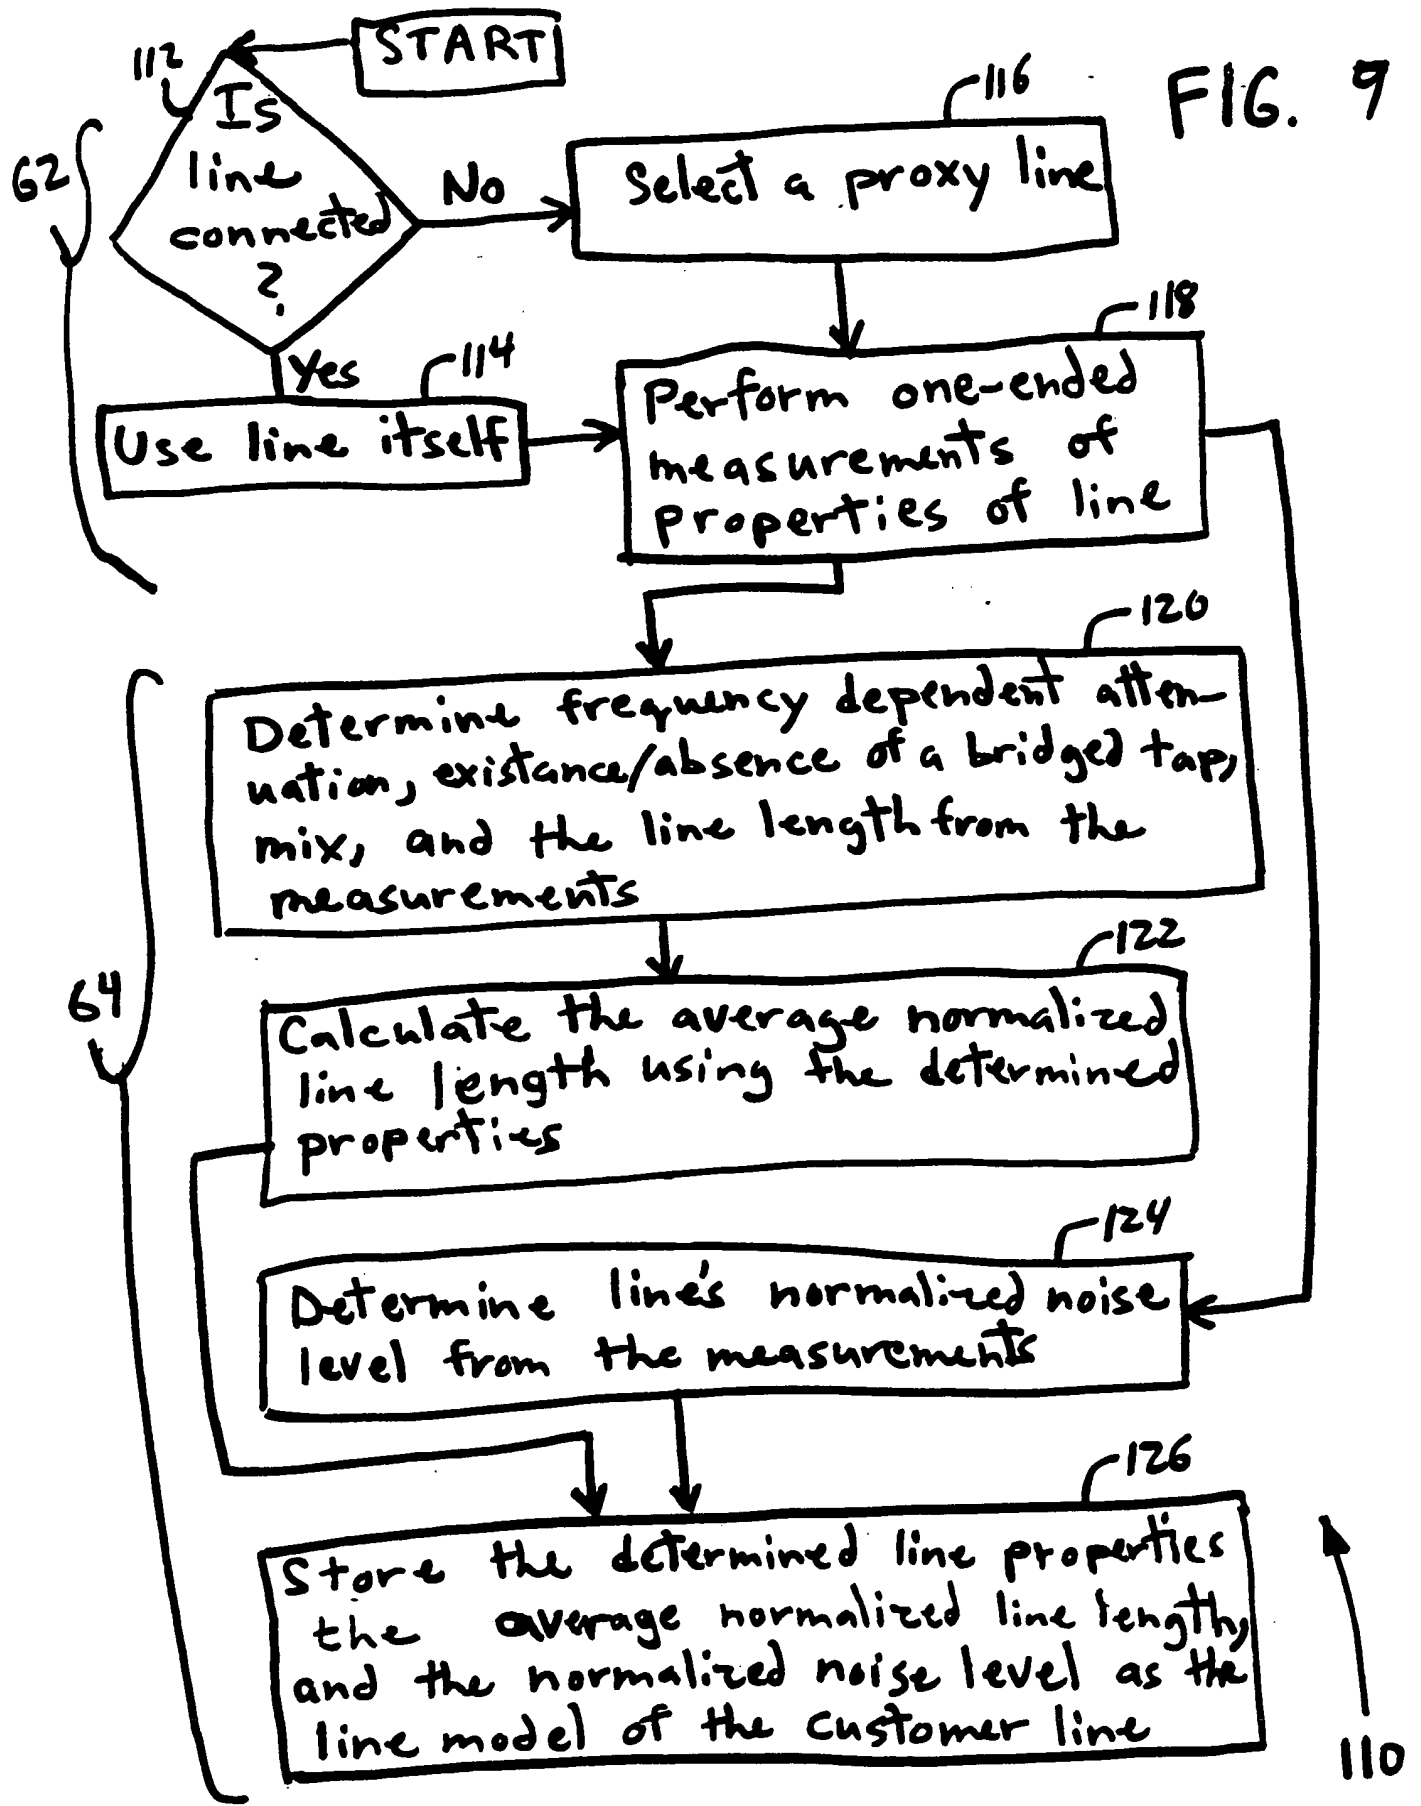 START
FIG. 9
112
Is
line
connected
?
62
No
116
Select a proxy line
Yes
114
Use line itself
118
Perform one-ended
measurements of
properties of line
120
Determine frequency dependent atten-
uation, existance/absence of a bridged tap,
mix, and the line length from the
measurements
64
122
Calculate the average normalized
line length using the determined
properties
124
Determine line's normalized noise
level from the measurements
126
Store the determined line properties
the average normalized line length,
and the normalized noise level as the
line model of the customer line
110